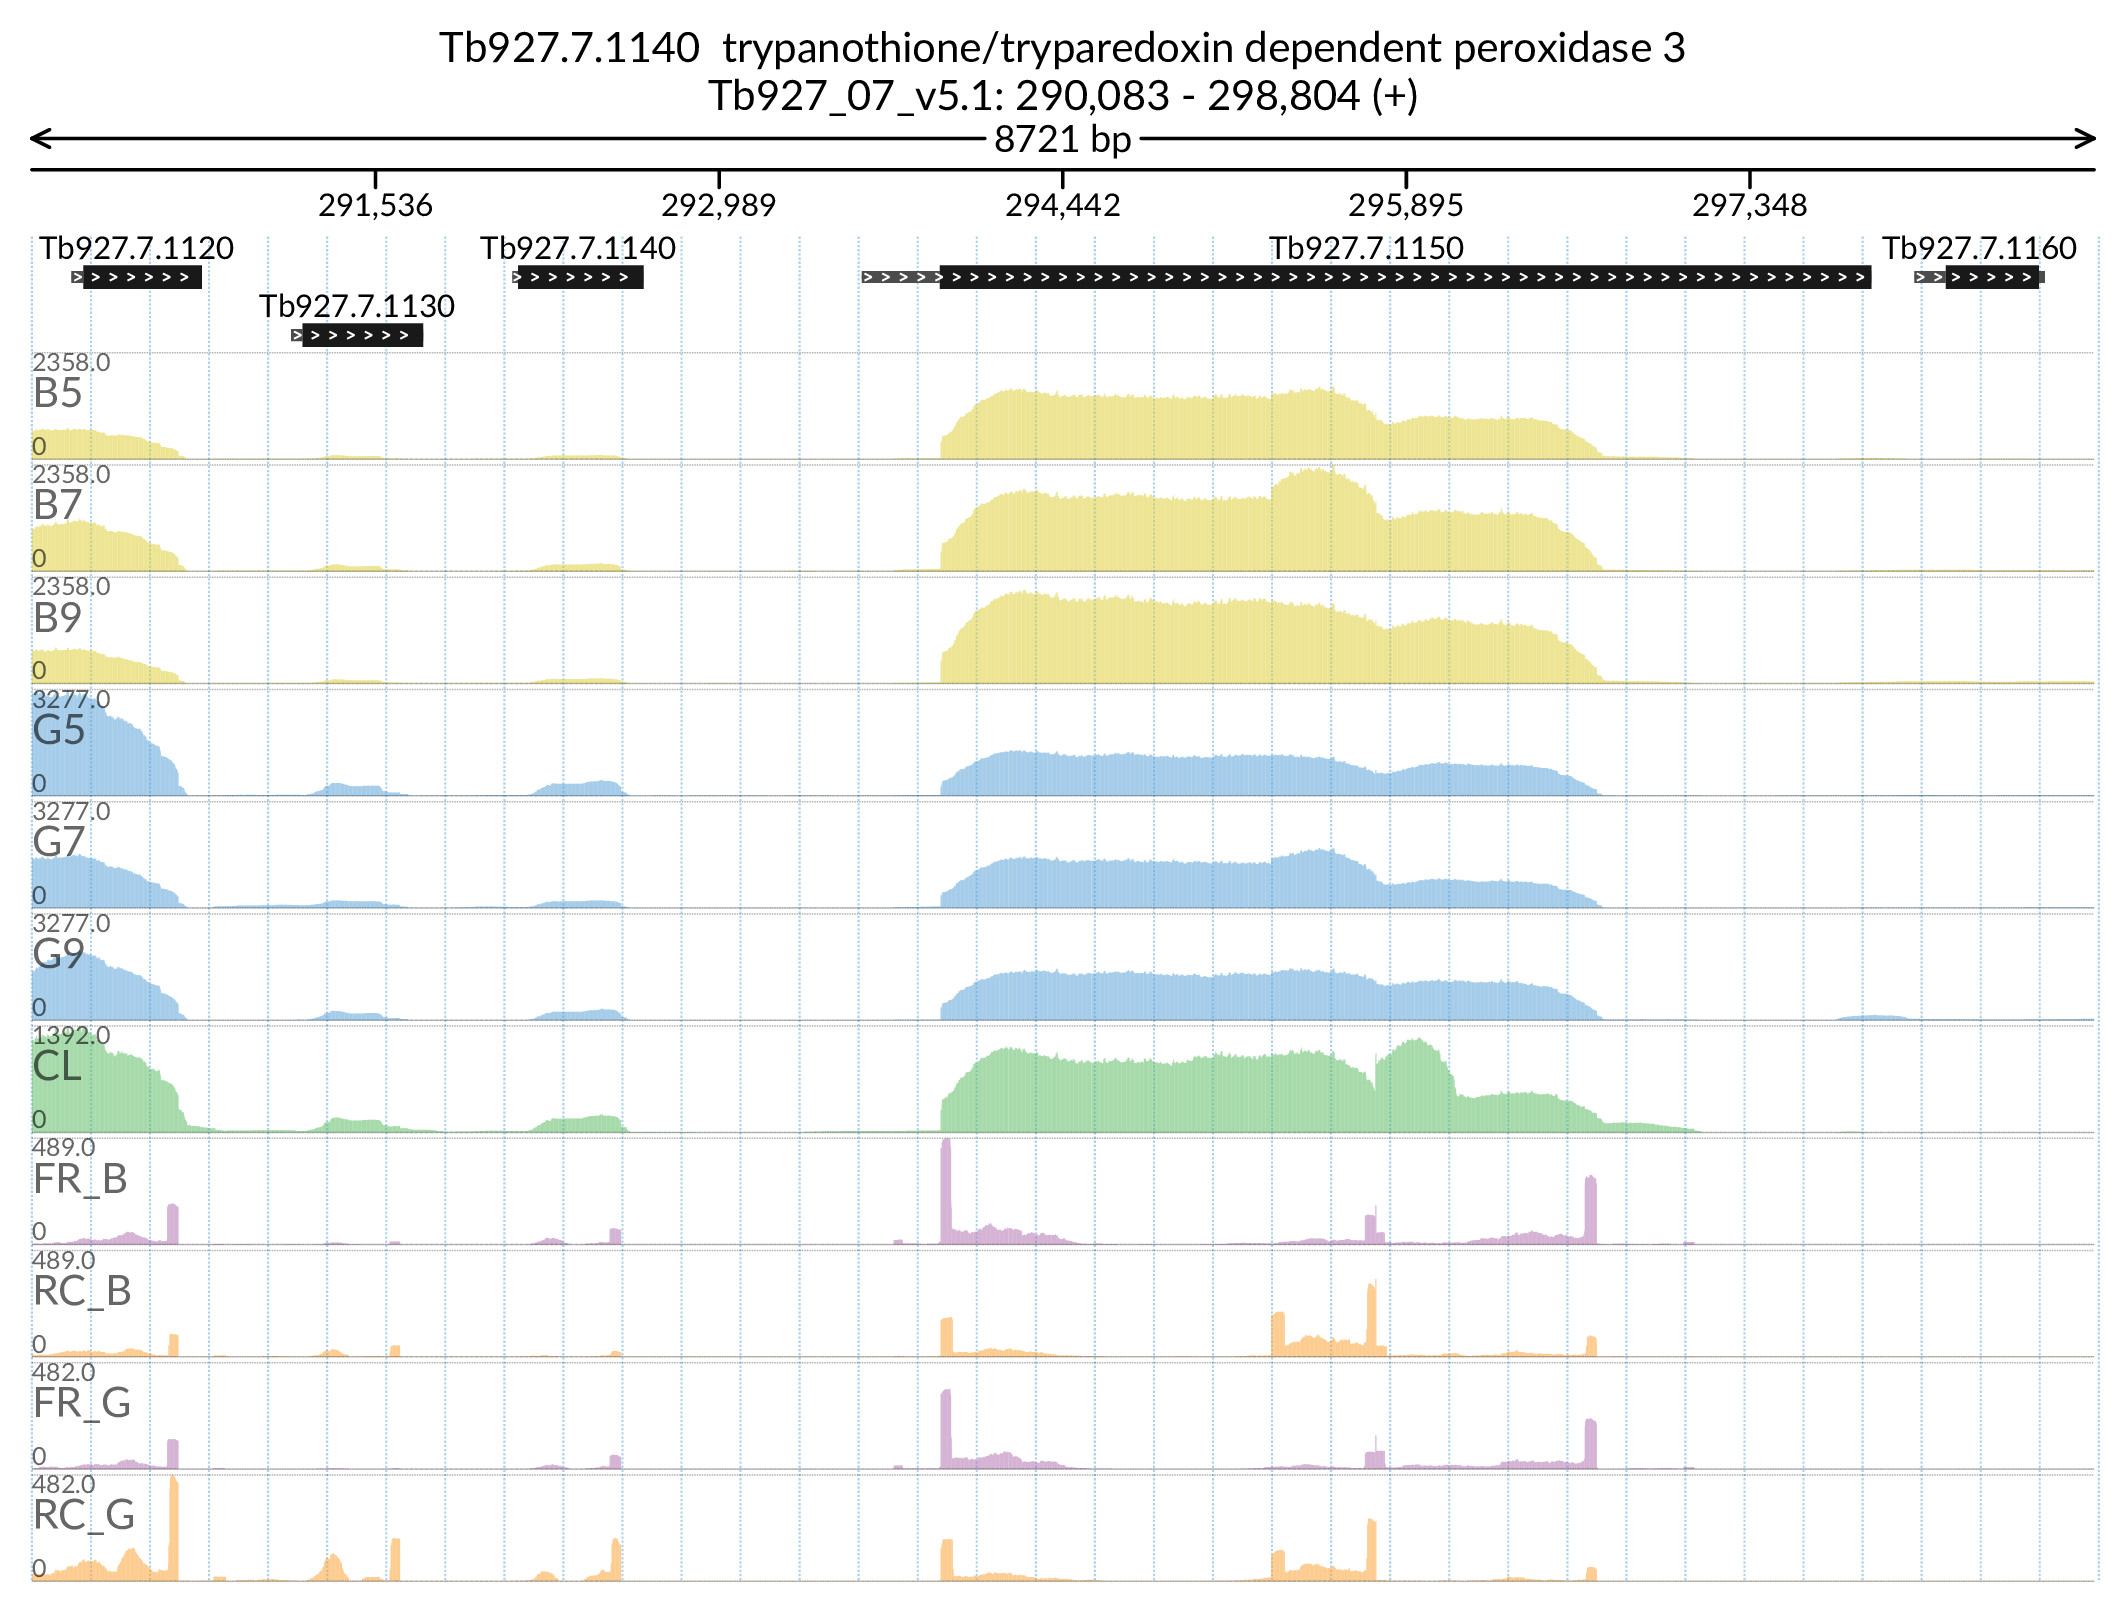 Tb927.7.1140  trypanothione/tryparedoxin dependent peroxidase 3
Tb927_07_v5.1: 290,083 - 298,804 (+)
8721 bp
291,536 292,989 294,442 295,895 297,348
Tb927.7.1120 Tb927.7.1140 Tb927.7.1150 Tb927.7.1160
Tb927.7.1130
2358.0
B5
0
2358.0
B7
0
2358.0
B9
0
3277.0
G5
0
3277.0
G7
0
3277.0
G9
0
1392.0
CL
0
489.0
FR_B
0
489.0
RC_B
0
482.0
FR_G
0
482.0
RC_G
0